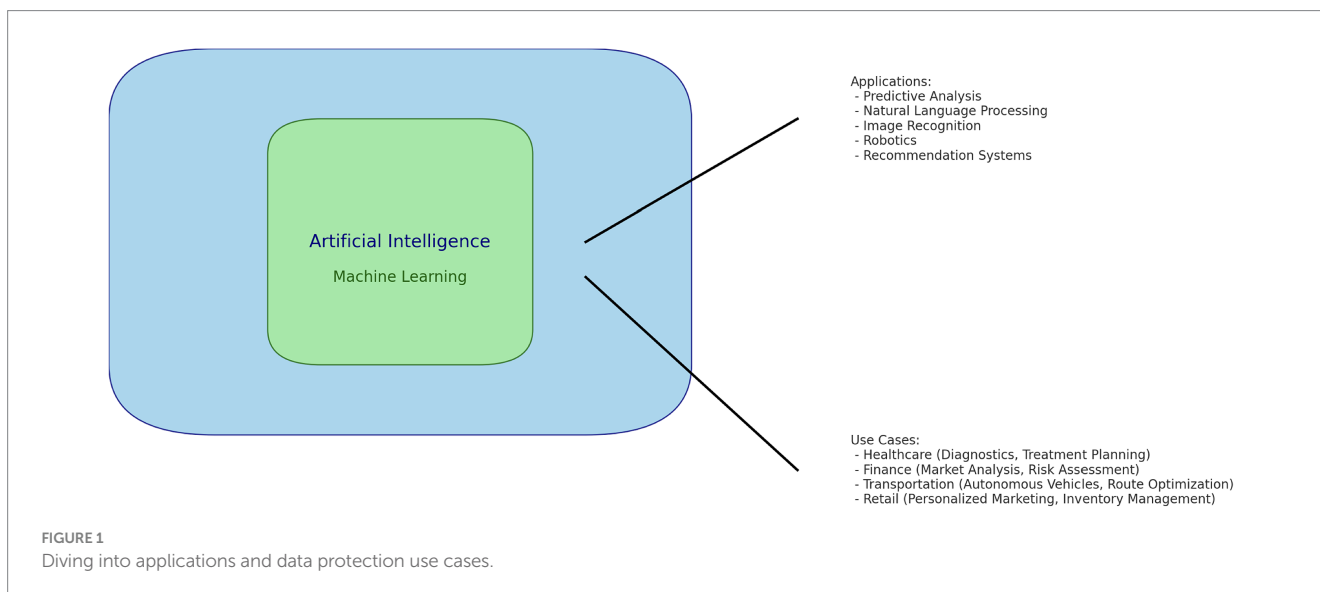 Artificial Intelligence
Machine Learning
Applications:
- Predictive Analysis
- Natural Language Processing
- Image Recognition
- Robotics
- Recommendation Systems
Use Cases:
- Healthcare (Diagnostics, Treatment Planning)
- Finance (Market Analysis, Risk Assessment)
- Transportation (Autonomous Vehicles, Route Optimization)
- Retail (Personalized Marketing, Inventory Management)
FIGURE 1
Diving into applications and data protection use cases.